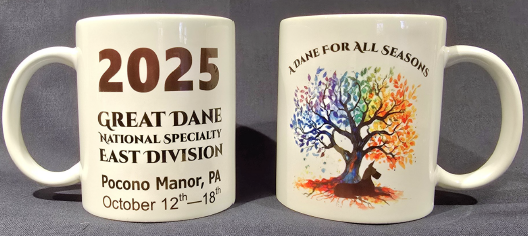 2025
GREAT DANE
NATIONAL SPECIALTY
EAST DIVISION
Pocono Manor, PA
October 12th—18th
A DANE FOR ALL SEASONS